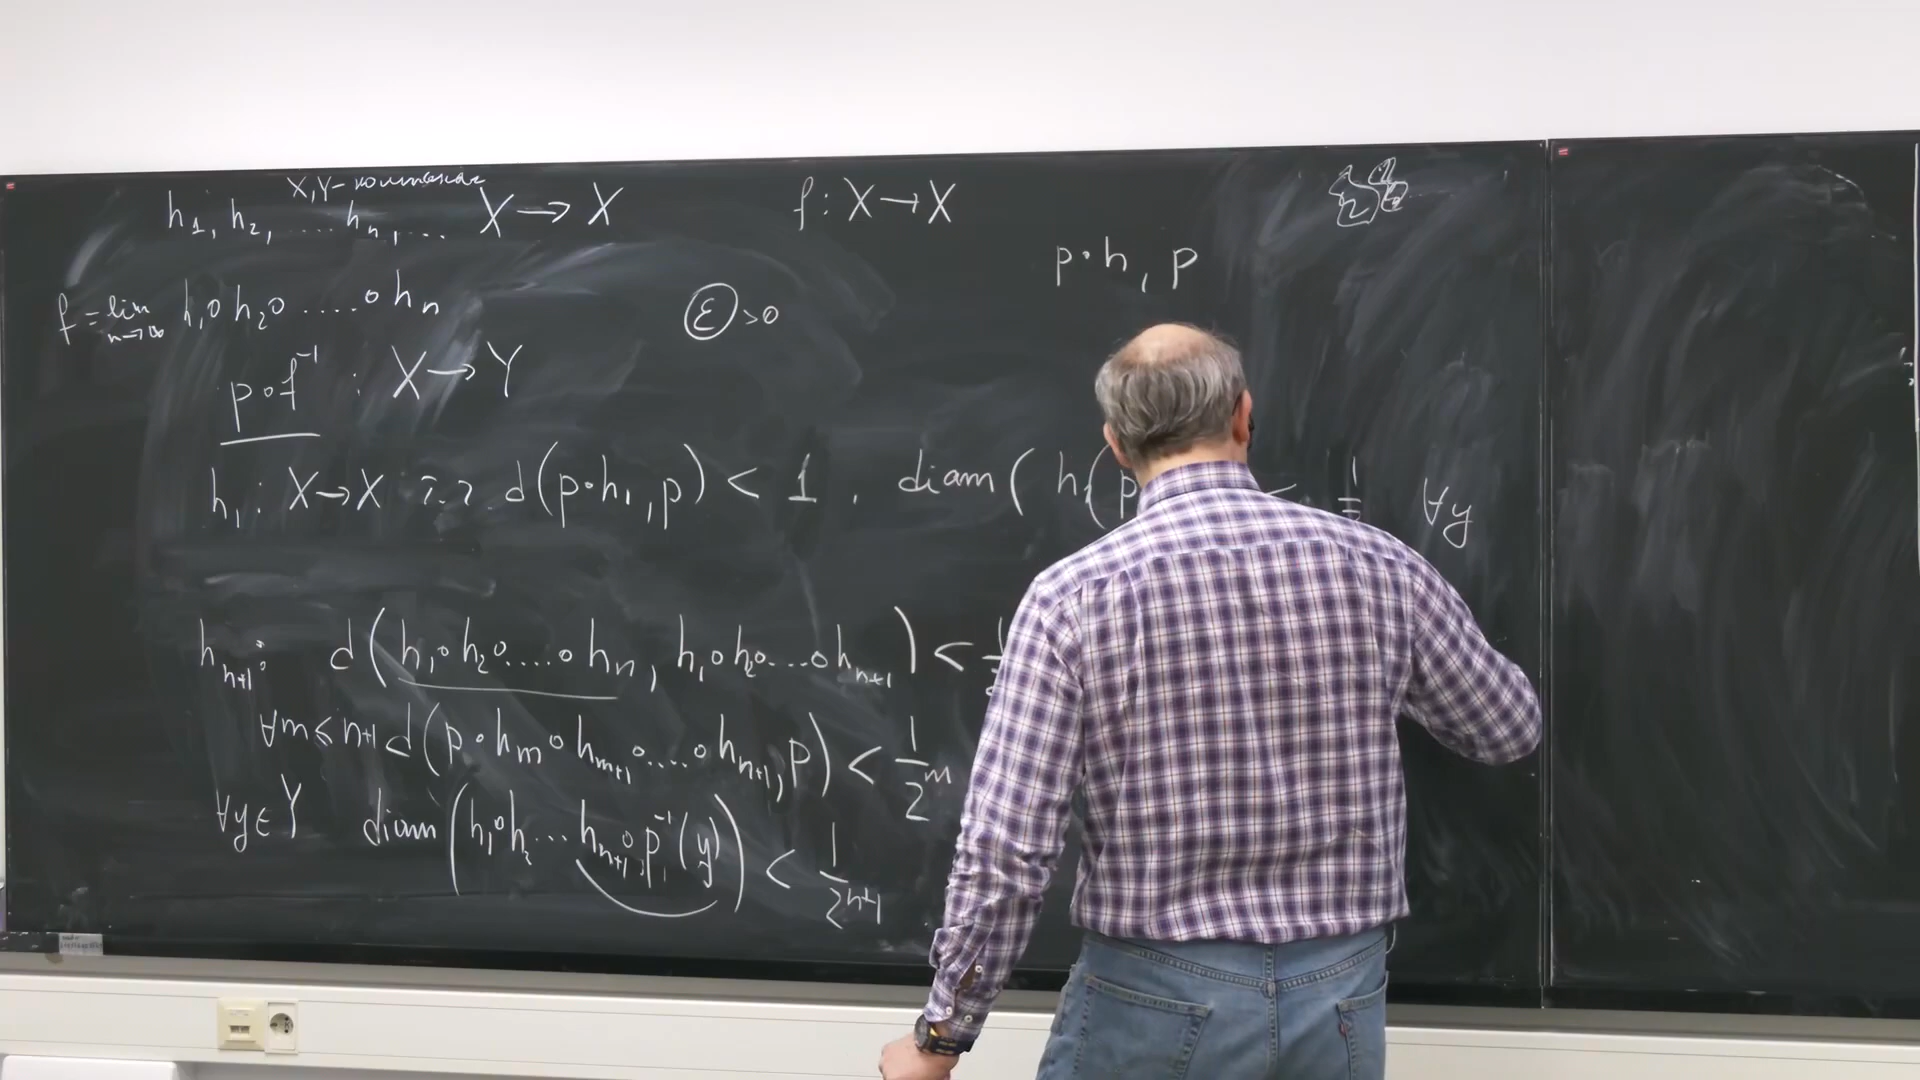 X, Y -
h₁, h₂, .... hₙ, ... X → X
f : X → X
p∘h, p
f = lim n→∞ h₁∘h₂∘ .....∘hₙ
ε > 0
p∘f⁻¹ : X → Y
h₁ : X → X т.ч. d(p∘h₁, p) < 1 . diam( h₁(p ∀y
hₙ₊₁ : d(h₁∘h₂∘....∘hₙ, h₁∘h₂∘...∘hₙ₊₁) <
∀m ≤ n+1 d(p∘hₘ∘hₘ₊₁∘....∘hₙ₊₁, p) < 1/2ᵐ
∀y ∈ Y diam(h₁∘h₂...hₙ₊₁∘p⁻¹(y)) < 1/2ⁿ⁺¹